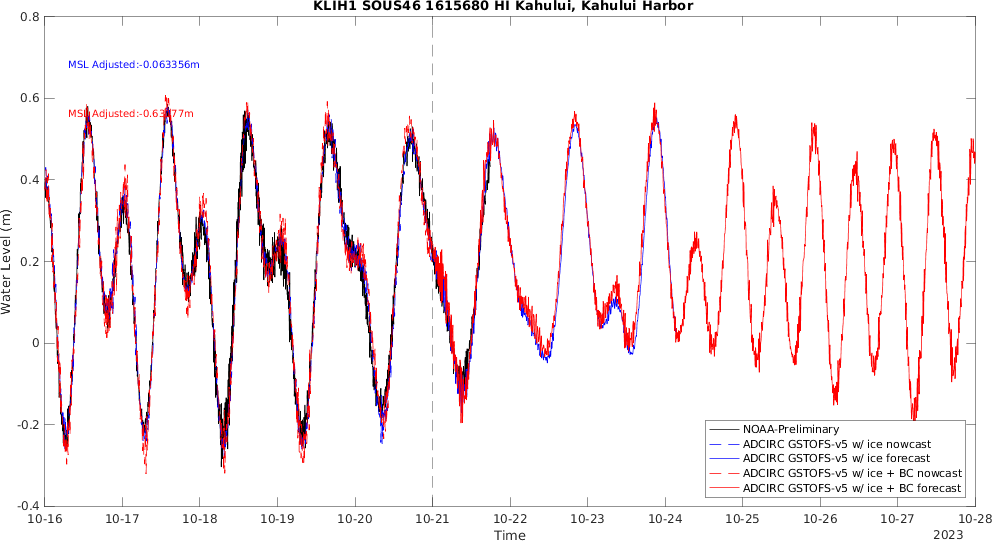 KLIH1 SOUS46 1615680 HI Kahului, Kahului Harbor
0.8
0.6
0.4
0.2
0
-0.2
-0.4
Water Level (m)
MSL Adjusted:-0.063356m
MSL
NOAA-Preliminary
ADCIRC GSTOFS-v5 w/ ice nowcast
ADCIRC GSTOFS-v5 w/ ice forecast
ADCIRC GSTOFS-v5 w/ ice + BC nowcast
ADCIRC GSTOFS-v5 w/ ice + BC forecast
10-16 10-17 10-18 10-19 10-20 10-21 10-22 10-23 10-24 10-25 10-26 10-27 10-28
Time
2023